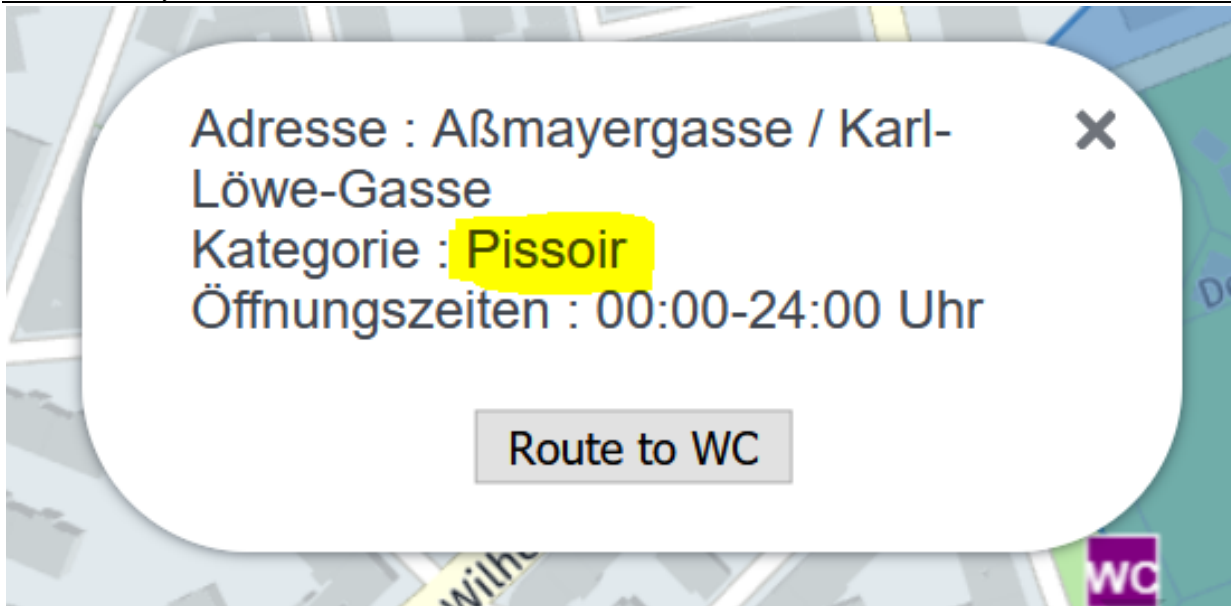 Adresse : Aßmayergasse / Karl-
Löwe-Gasse
Kategorie : Pissoir
Öffnungszeiten : 00:00-24:00 Uhr
Route to WC
WC